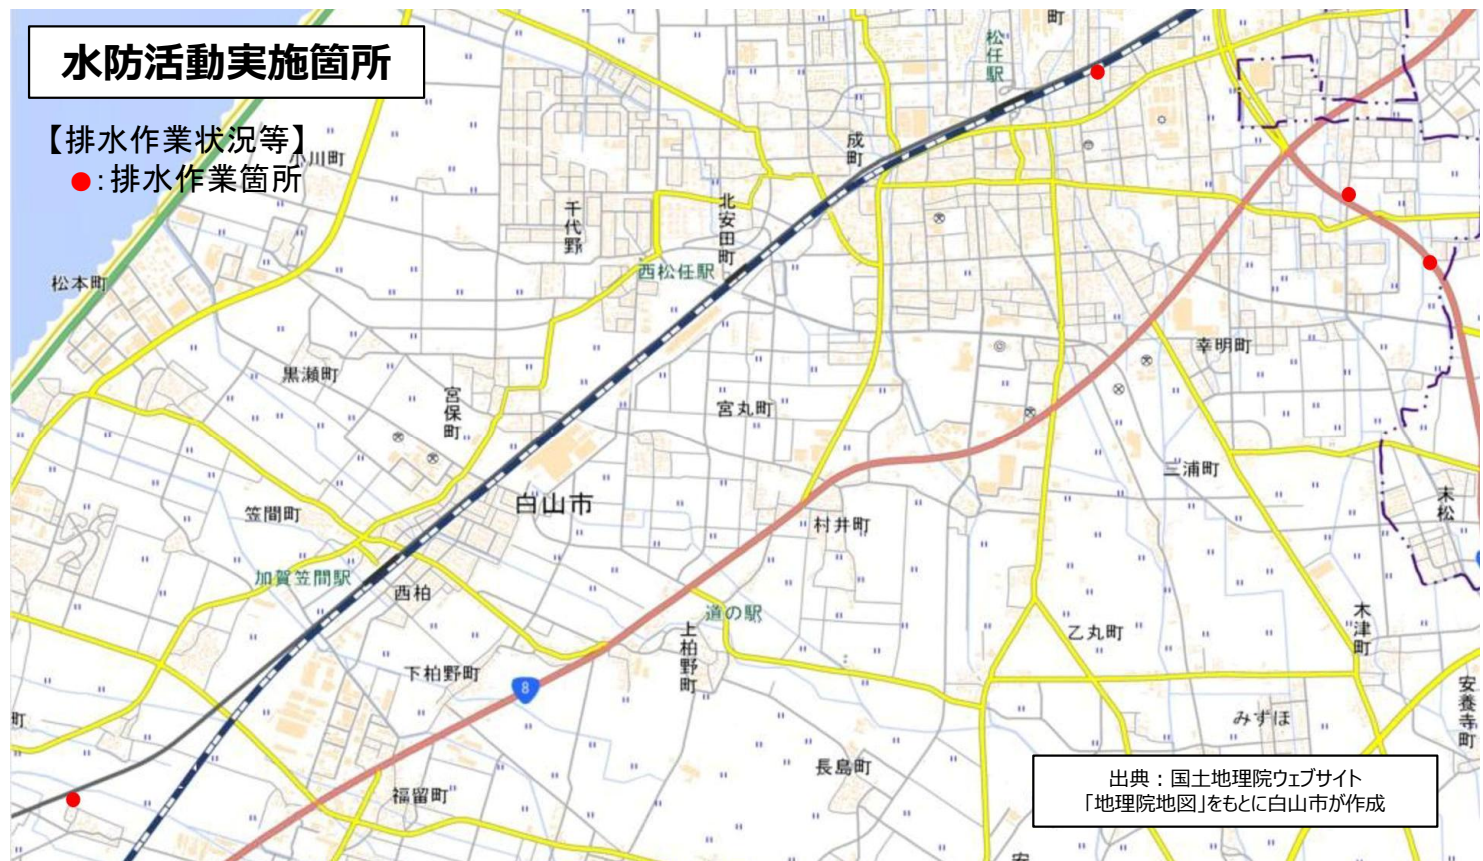 水防活動実施箇所
【排水作業状況等】
●:排水作業箇所
町
松任駅
小川町
成町
千代野
北安田町
西松任駅
松本町
幸明町
黒瀬町
宮保町
宮丸町
三浦町
末松
白山市
笠間町
村井町
加賀笠間駅
西柏
道の駅
木津町
乙丸町
上柏野町
下柏野町
8
安養寺町
町
みずほ
長島町
福留町
出典：国土地理院ウェブサイト
「地理院地図」をもとに白山市が作成
安